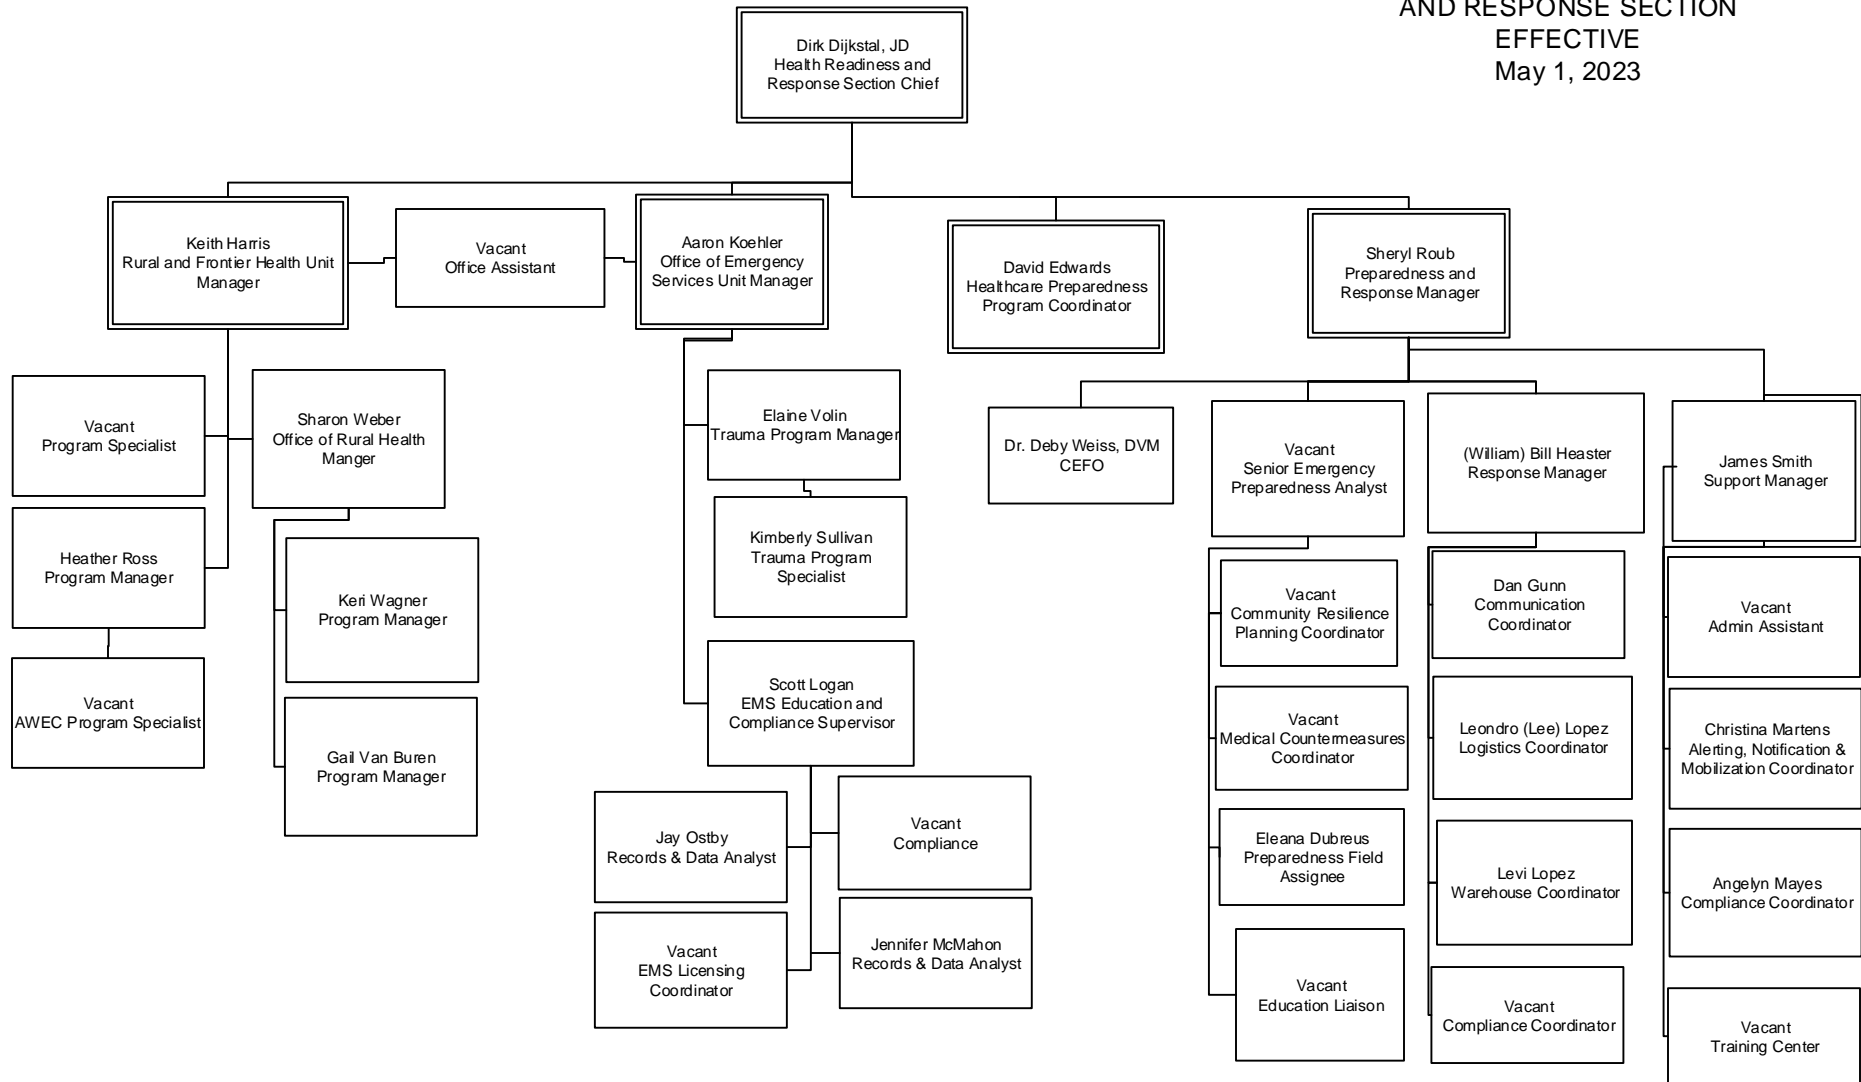 AND RESPONSE SECTION
EFFECTIVE
May 1, 2023
Dirk Dijkstal, JD
Health Readiness and
Response Section Chief
Keith Harris
Rural and Frontier Health Unit
Manager
Vacant
Office Assistant
Aaron Koehler
Office of Emergency
Services Unit Manager
David Edwards
Healthcare Preparedness
Program Coordinator
Sheryl Roub
Preparedness and
Response Manager
Vacant
Program Specialist
Sharon Weber
Office of Rural Health
Manger
Heather Ross
Program Manager
Keri Wagner
Program Manager
Vacant
AWEC Program Specialist
Gail Van Buren
Program Manager
Elaine Volin
Trauma Program Manager
Kimberly Sullivan
Trauma Program
Specialist
Scott Logan
EMS Education and
Compliance Supervisor
Jay Ostby
Records & Data Analyst
Vacant
Compliance
Vacant
EMS Licensing
Coordinator
Jennifer McMahon
Records & Data Analyst
Dr. Deby Weiss, DVM
CEFO
Vacant
Senior Emergency
Preparedness Analyst
(William) Bill Heaster
Response Manager
James Smith
Support Manager
Vacant
Community Resilience
Planning Coordinator
Vacant
Medical Countermeasures
Coordinator
Eleana Dubreus
Preparedness Field
Assignee
Vacant
Education Liaison
Dan Gunn
Communication
Coordinator
Leondro (Lee) Lopez
Logistics Coordinator
Levi Lopez
Warehouse Coordinator
Vacant
Compliance Coordinator
Vacant
Admin Assistant
Christina Martens
Alerting, Notification &
Mobilization Coordinator
Angelyn Mayes
Compliance Coordinator
Vacant
Training Center